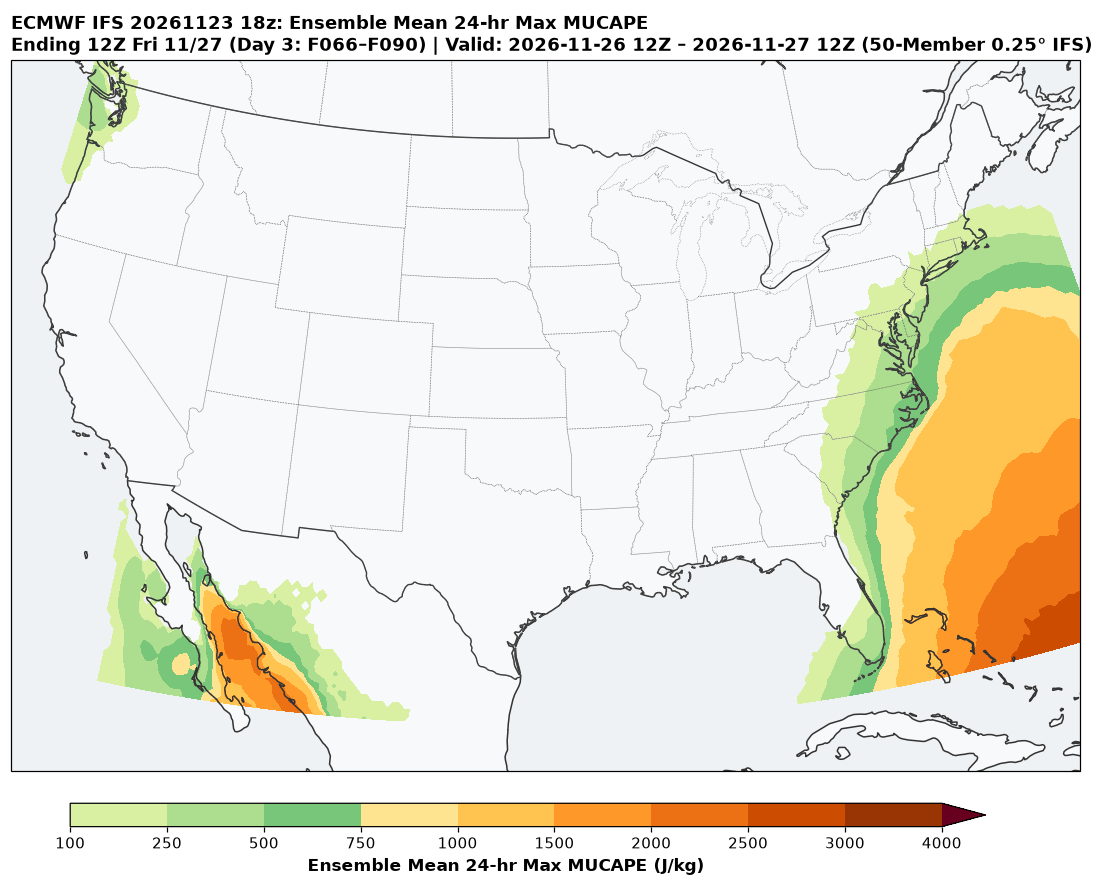 ECMWF IFS 20261123 18z: Ensemble Mean 24-hr Max MUCAPE
Ending 12Z Fri 11/27 (Day 3: F066–F090) | Valid: 2026-11-26 12Z – 2026-11-27 12Z (50-Member 0.25° IFS)
100 250 500 750 1000 1500 2000 2500 3000 4000
Ensemble Mean 24-hr Max MUCAPE (J/kg)